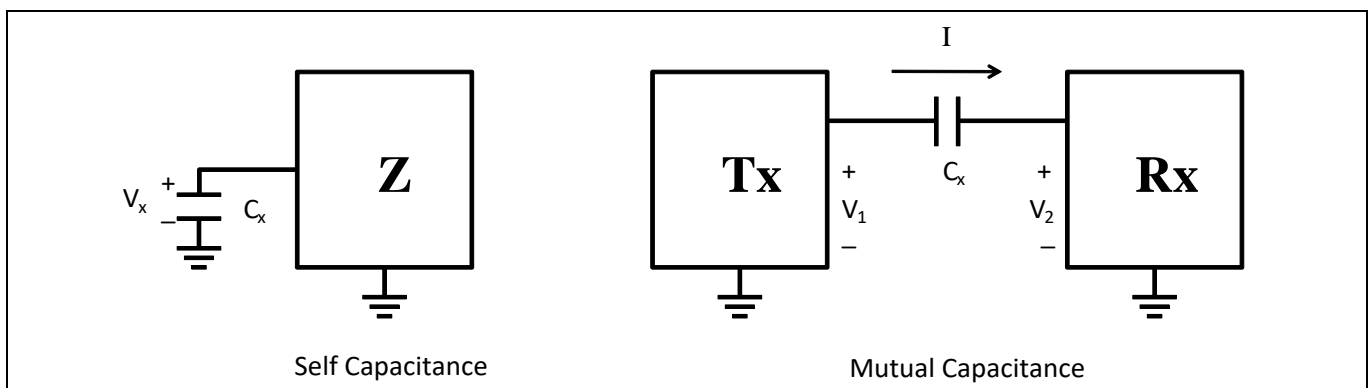 I
Z
Tx
Rx
+
Vₓ
–
Cₓ
+
V₁
–
Cₓ
+
V₂
–
Self Capacitance
Mutual Capacitance